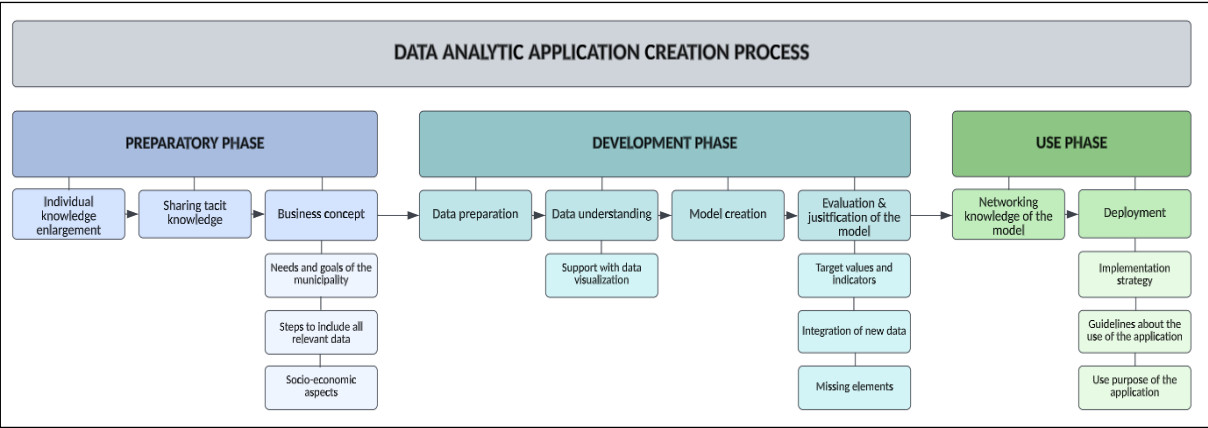 DATA ANALYTIC APPLICATION CREATION PROCESS
PREPARATORY PHASE
DEVELOPMENT PHASE
USE PHASE
Individual
knowledge
enlargement
Sharing tacit
knowledge
Business concept
Data preparation
Data understanding
Model creation
Evaluation &
jusitification of the
model
Networking
knowledge of the
model
Deployment
Needs and goals of the
municipality
Steps to include all
relevant data
Socio-economic
aspects
Support with data
visualization
Target values and
indicators
Integration of new data
Missing elements
Implementation
strategy
Guidelines about the
use of the application
Use purpose of the
application